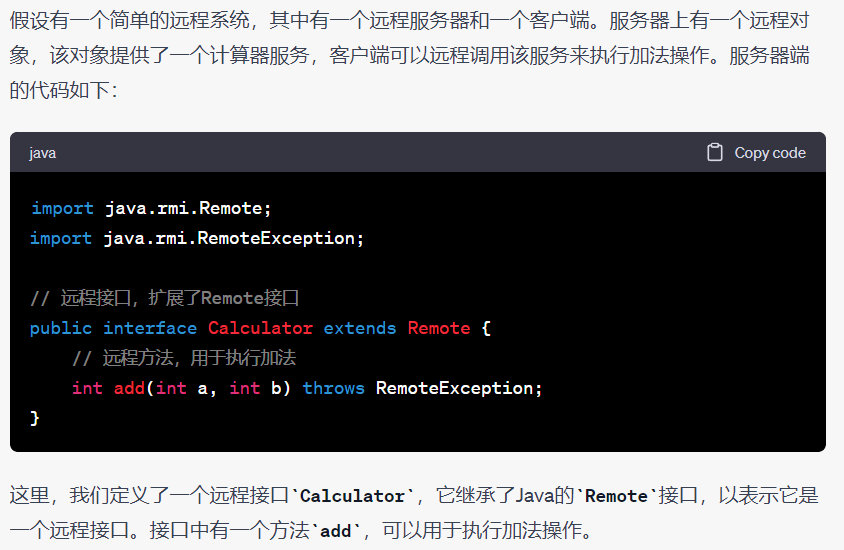 假设有一个简单的远程系统，其中有一个远程服务器和一个客户端。服务器上有一个远程对
象，该对象提供了一个计算器服务，客户端可以远程调用该服务来执行加法操作。服务器端
的代码如下：
java Copy code
import java.rmi.Remote;
import java.rmi.RemoteException;
// 远程接口，扩展了Remote接口
public interface Calculator extends Remote {
    // 远程方法，用于执行加法
    int add(int a, int b) throws RemoteException;
}
这里，我们定义了一个远程接口`Calculator`，它继承了Java的`Remote`接口，以表示它是
一个远程接口。接口中有一个方法`add`，可以用于执行加法操作。